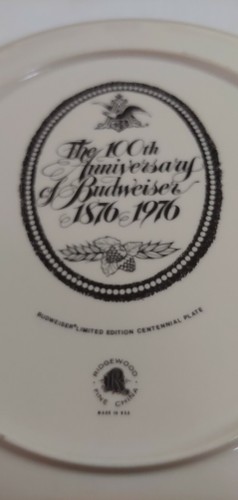 The 100th
Anniversary
of Budweiser
1876 1976
BUDWEISER® LIMITED EDITION CENTENNIAL PLATE
RIDGEWOOD
R
FINE CHINA
MADE IN USA